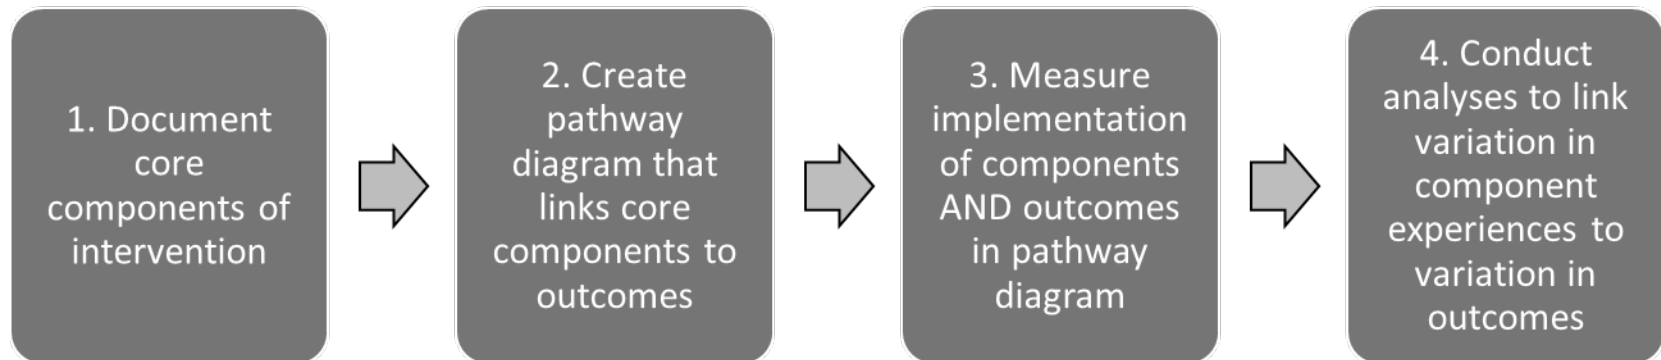 1. Document
core
components of
intervention
2. Create
pathway
diagram that
links core
components to
outcomes
3. Measure
implementation
of components
AND outcomes
in pathway
diagram
4. Conduct
analyses to link
variation in
component
experiences to
variation in
outcomes